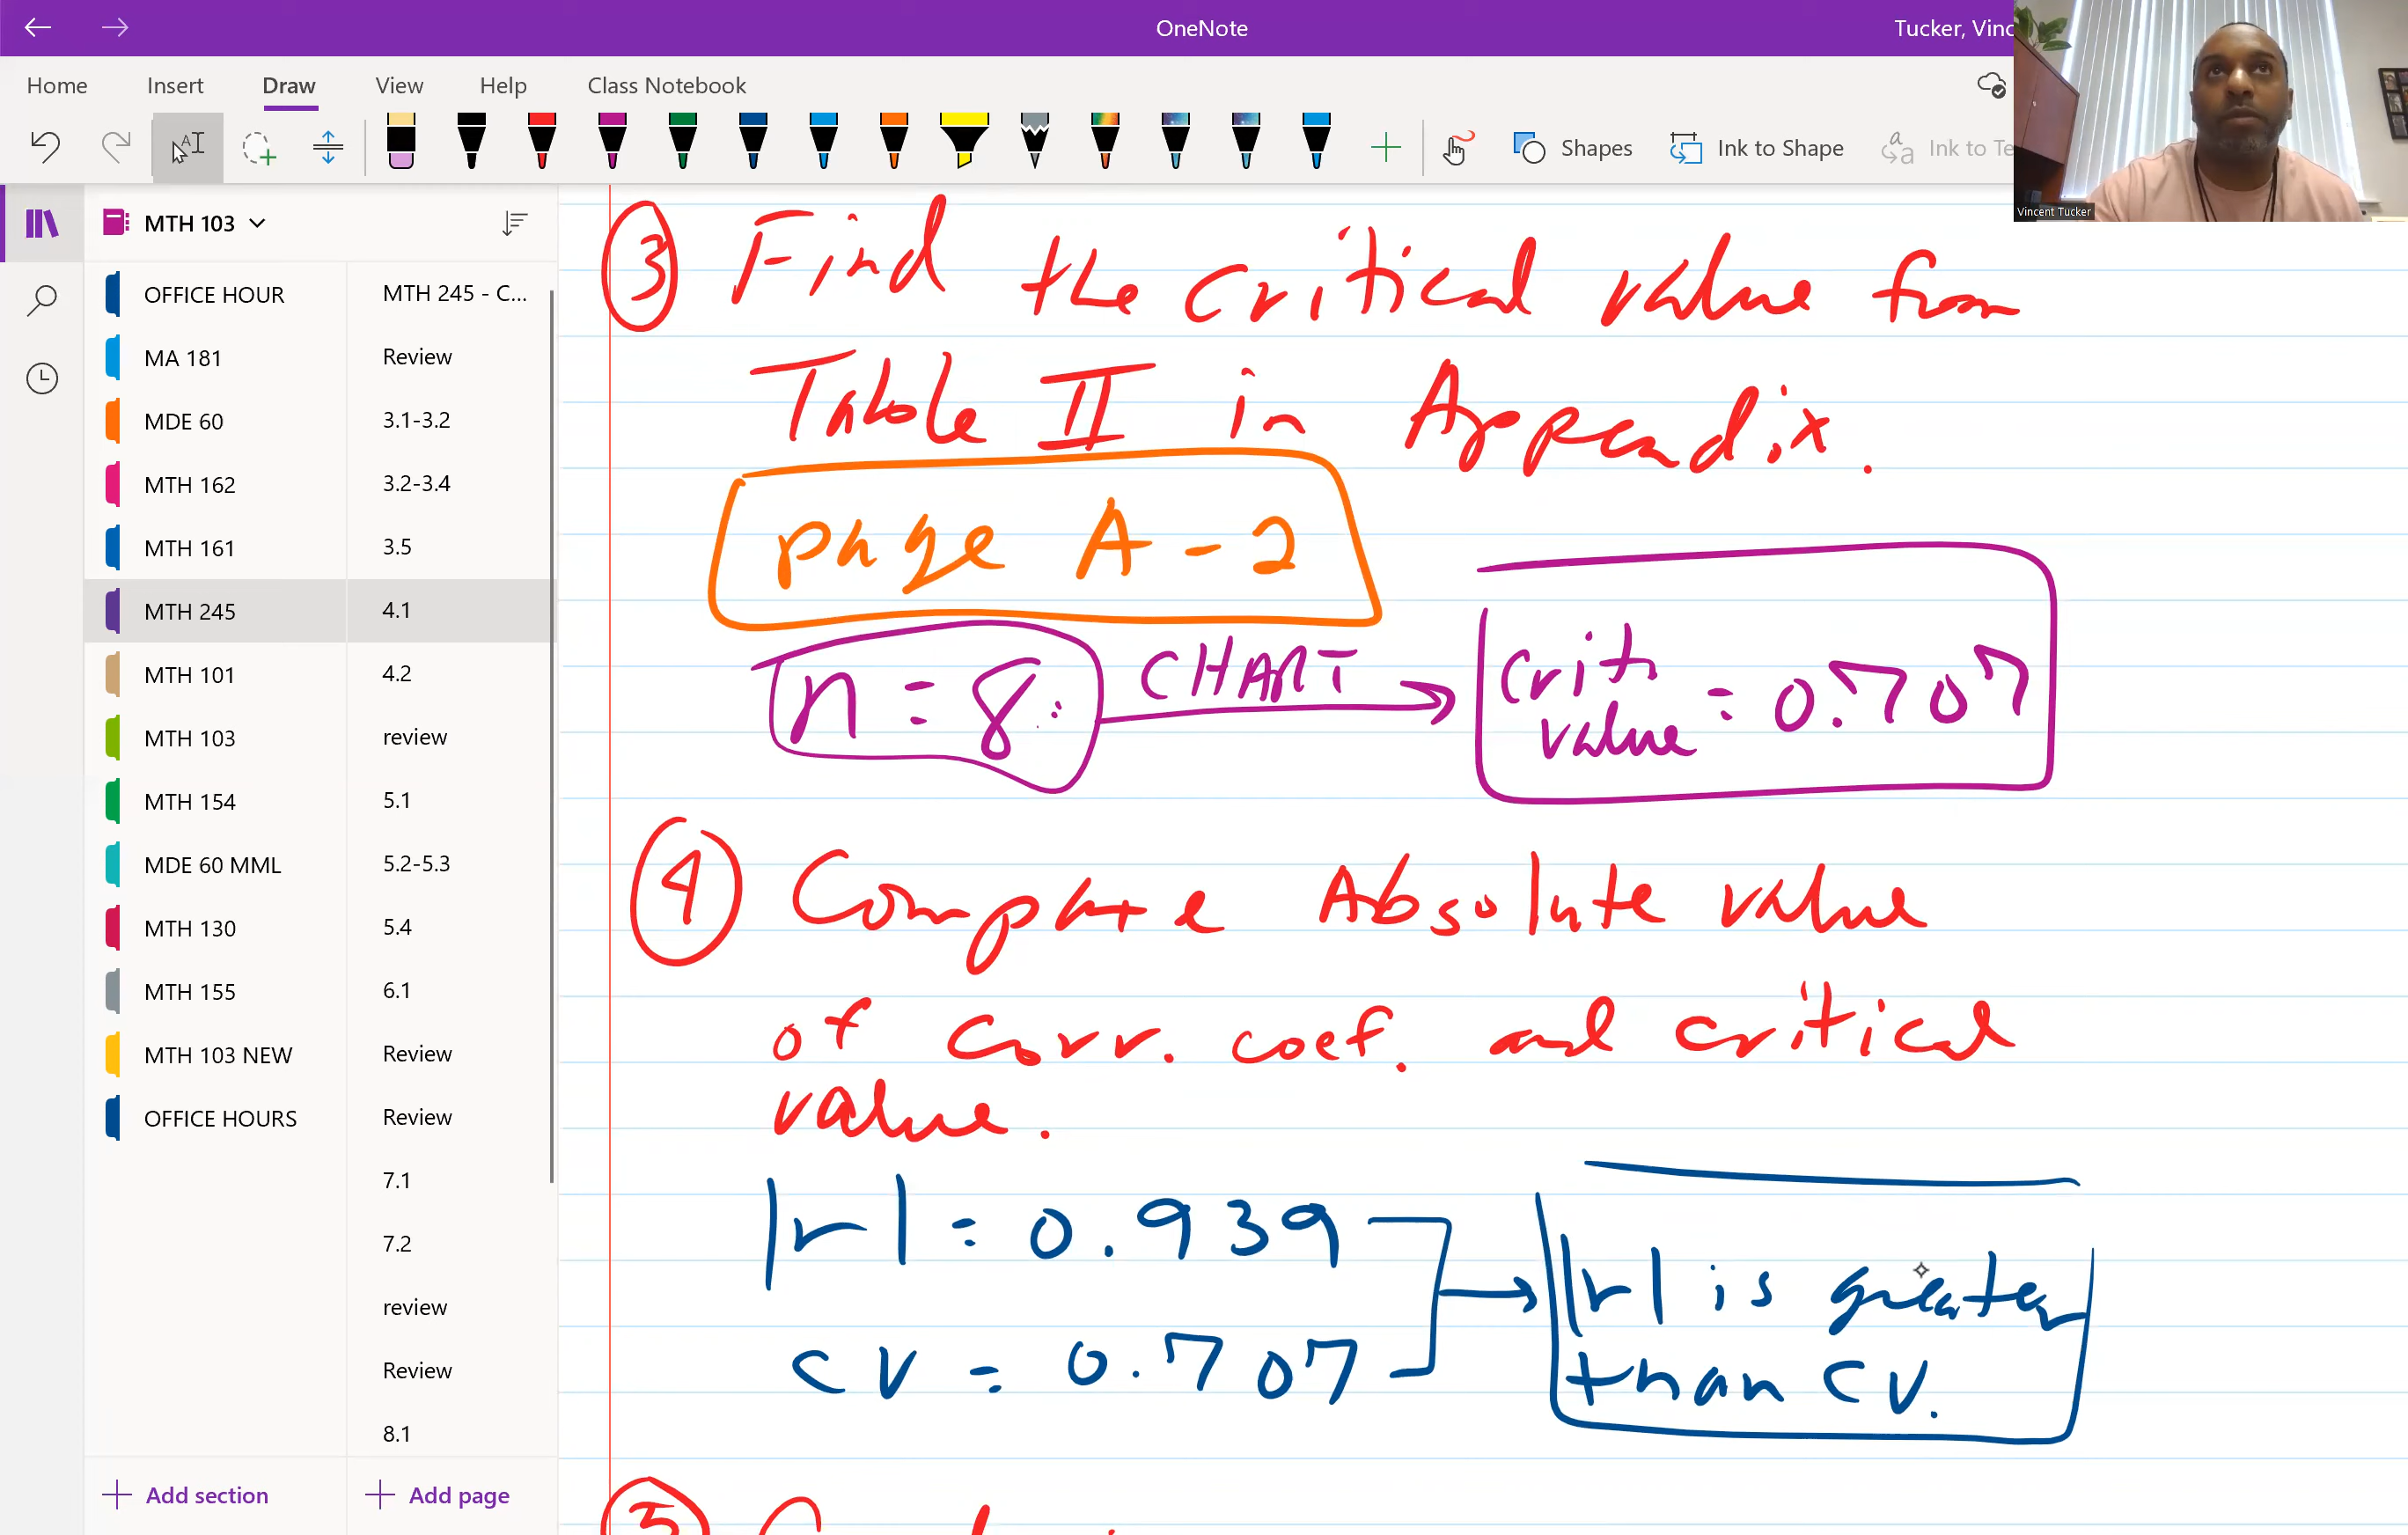 OneNote
Tucker, Vinc
Home Insert Draw View Help Class Notebook
Shapes Ink to Shape Ink to Te
Vincent Tucker
MTH 103
OFFICE HOUR
MA 181
MDE 60
MTH 162
MTH 161
MTH 245
MTH 101
MTH 103
MTH 154
MDE 60 MML
MTH 130
MTH 155
MTH 103 NEW
OFFICE HOURS
Add section
MTH 245 - C...
Review
3.1-3.2
3.2-3.4
3.5
4.1
4.2
review
5.1
5.2-5.3
5.4
6.1
Review
Review
7.1
7.2
review
Review
8.1
Add page
③ Find the critical value from
Table II in Appendix.
page A-2
n = 8 CHART → crit value = 0.707
④ Compare Absolute value
of corr. coef. and critical
value.
|r| = 0.939
cv = 0.707
|r| is greater
than cv.
⑤